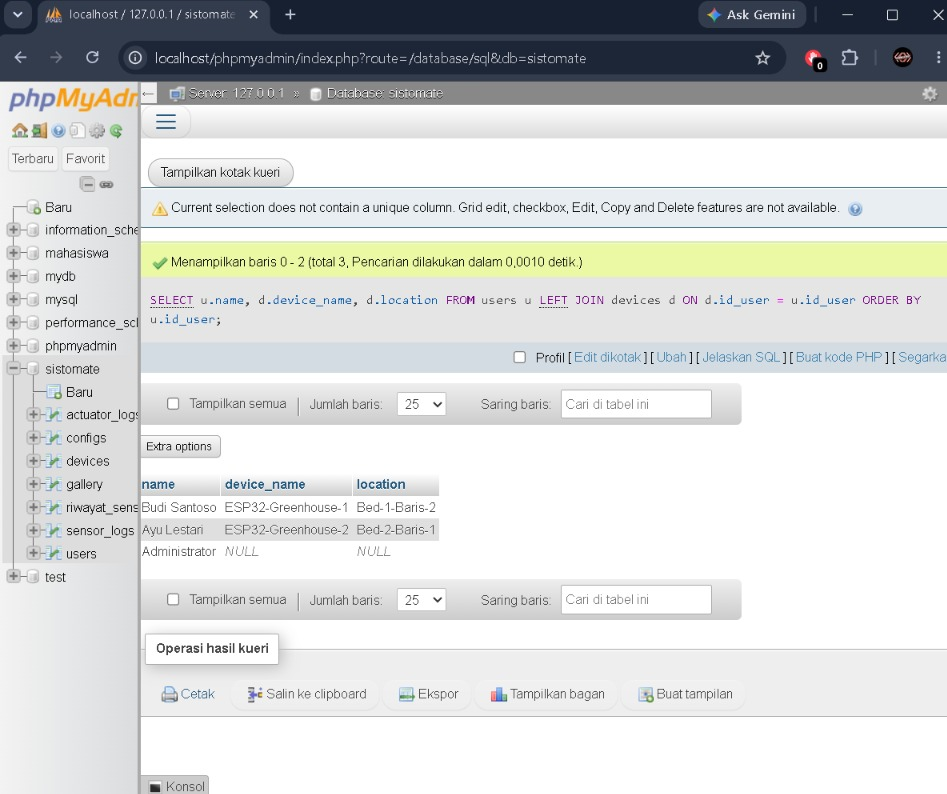 localhost / 127.0.0.1 / sistomate
Ask Gemini
localhost/phpmyadmin/index.php?route=/database/sql&db=sistomate
0
phpMyAdm
Server: 127.0.0.1 » Database: sistomate
Terbaru Favorit
Baru
information_sche
mahasiswa
mydb
mysql
performance_scl
phpmyadmin
sistomate
Baru
actuator_logs
configs
devices
gallery
riwayat_sens
sensor_logs
users
test
Tampilkan kotak kueri
Current selection does not contain a unique column. Grid edit, checkbox, Edit, Copy and Delete features are not available.
Menampilkan baris 0 - 2 (total 3, Pencarian dilakukan dalam 0,0010 detik.)
SELECT u.name, d.device_name, d.location FROM users u LEFT JOIN devices d ON d.id_user = u.id_user ORDER BY
u.id_user;
Profil [ Edit dikotak ] [ Ubah ] [ Jelaskan SQL ] [ Buat kode PHP ] [ Segarka
Tampilkan semua Jumlah baris: 25 Saring baris: Cari di tabel ini
Extra options
name device_name location
Budi Santoso ESP32-Greenhouse-1 Bed-1-Baris-2
Ayu Lestari ESP32-Greenhouse-2 Bed-2-Baris-1
Administrator NULL NULL
Tampilkan semua Jumlah baris: 25 Saring baris: Cari di tabel ini
Operasi hasil kueri
Cetak Salin ke clipboard Ekspor Tampilkan bagan Buat tampilan
Konsol